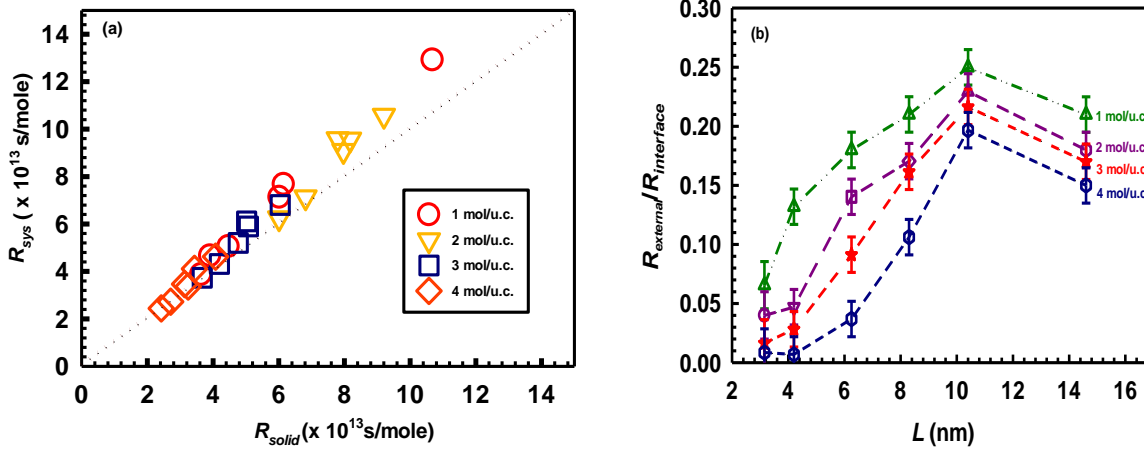 (a)
14
12
10
8
6
4
2
0
R_sys ( x 10^13 s/mole)
1 mol/u.c.
2 mol/u.c.
3 mol/u.c.
4 mol/u.c.
0 2 4 6 8 10 12 14
R_solid (x 10^13 s/mole)
(b)
0.30
0.25
0.20
0.15
0.10
0.05
0.00
R_external/R_interface
1 mol/u.c.
2 mol/u.c.
3 mol/u.c.
4 mol/u.c.
2 4 6 8 10 12 14 16
L (nm)